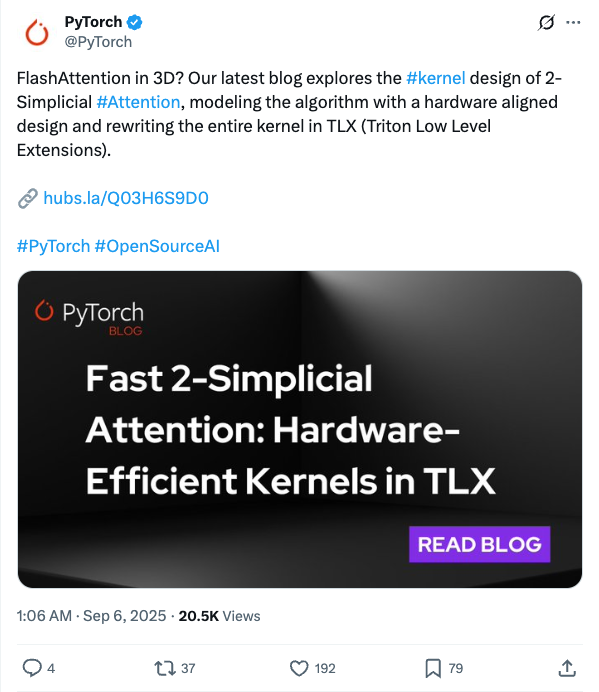 PyTorch
@PyTorch
FlashAttention in 3D? Our latest blog explores the #kernel design of 2-
Simplicial #Attention, modeling the algorithm with a hardware aligned
design and rewriting the entire kernel in TLX (Triton Low Level
Extensions).
hubs.la/Q03H6S9D0
#PyTorch #OpenSourceAI
PyTorch
BLOG
Fast 2-Simplicial
Attention: Hardware-
Efficient Kernels in TLX
READ BLOG
1:06 AM · Sep 6, 2025 · 20.5K Views
4 37 192 79